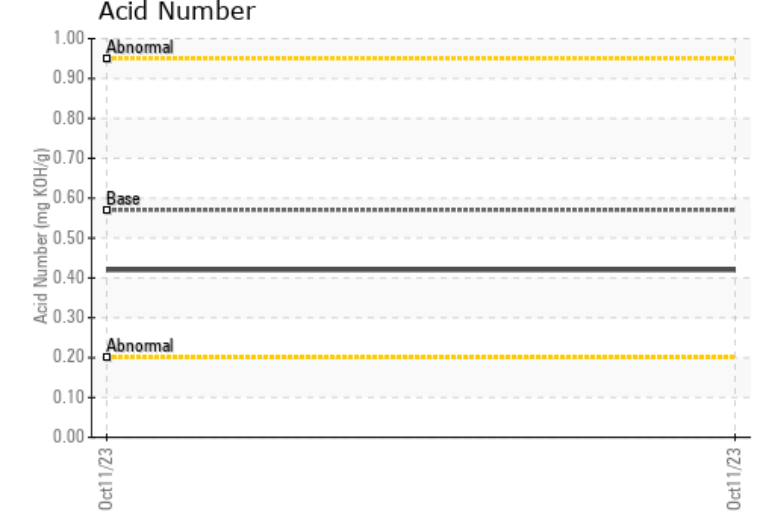 Acid Number
Acid Number (mg KOH/g)
1.00
0.90
0.80
0.70
0.60
0.50
0.40
0.30
0.20
0.10
0.00
Abnormal
Base
Abnormal
Oct11/23
Oct11/23